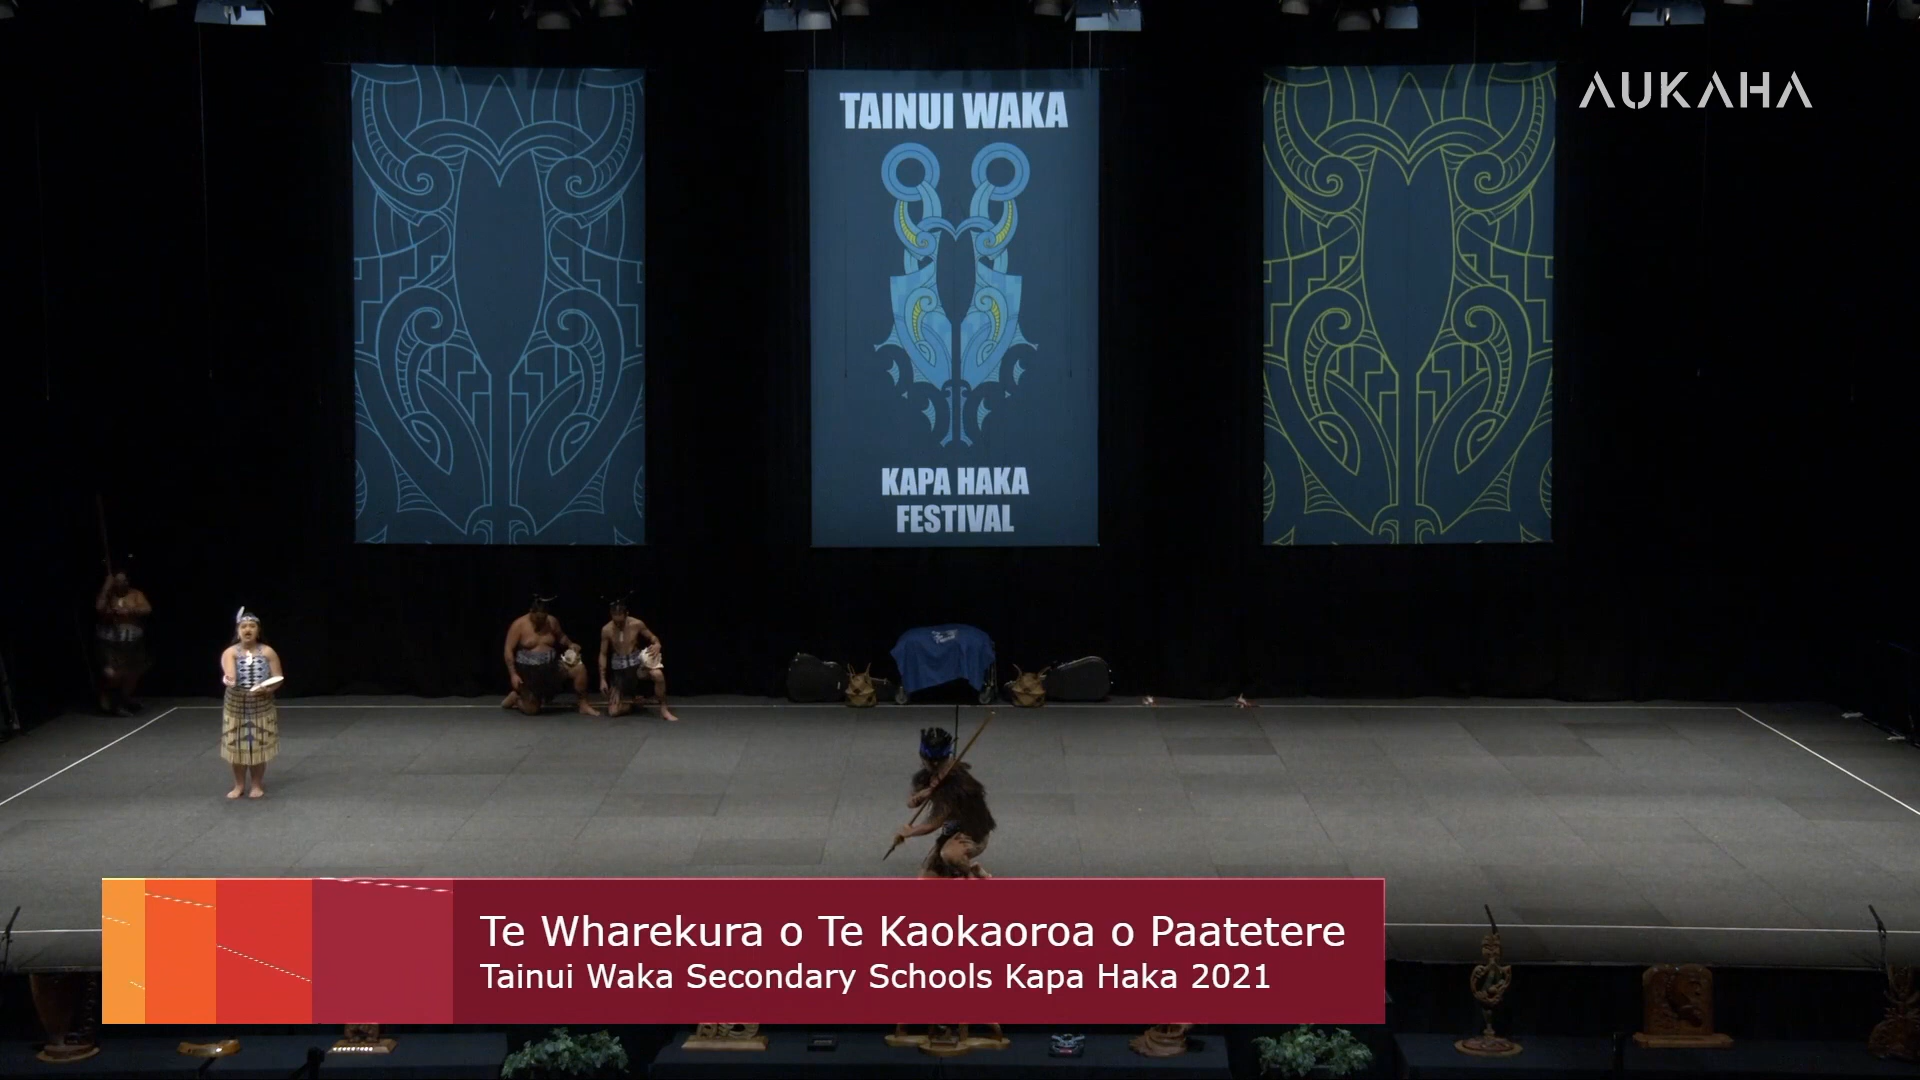 AUKAHA
TAINUI WAKA
KAPA HAKA
FESTIVAL
Te Wharekura o Te Kaokaoroa o Paatetere
Tainui Waka Secondary Schools Kapa Haka 2021